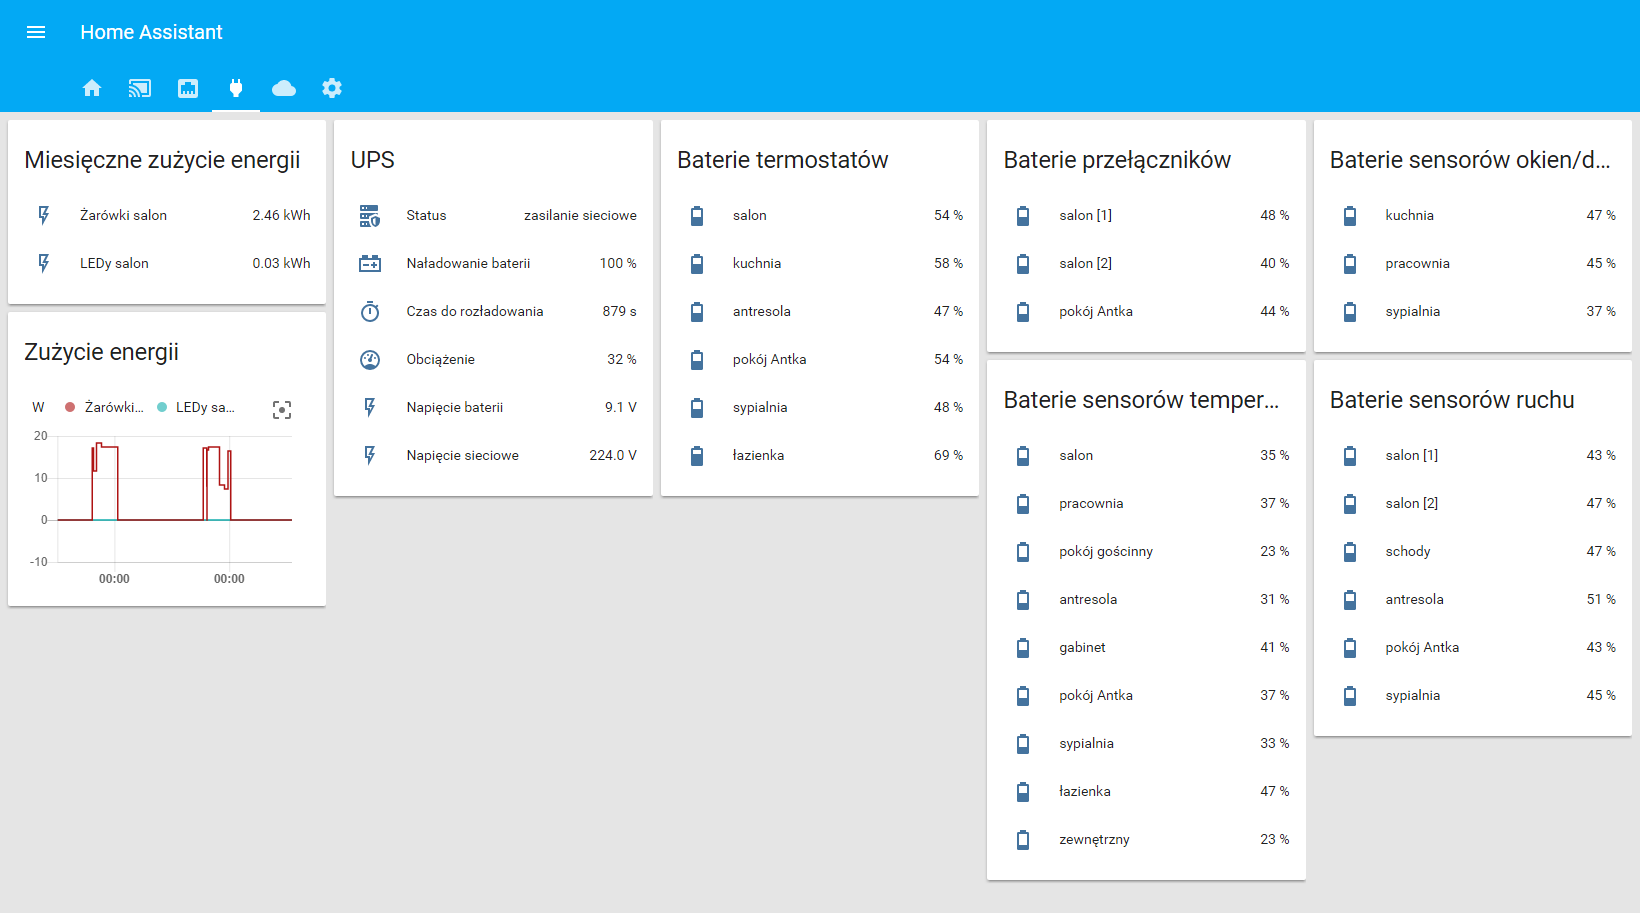 Home Assistant
Miesięczne zużycie energii
Żarówki salon 2.46 kWh
LEDy salon 0.03 kWh
Zużycie energii
W Żarówki... LEDy sa...
20
10
0
-10
00:00 00:00
UPS
Status zasilanie sieciowe
Naładowanie baterii 100 %
Czas do rozładowania 879 s
Obciążenie 32 %
Napięcie baterii 9.1 V
Napięcie sieciowe 224.0 V
Baterie termostatów
salon 54 %
kuchnia 58 %
antresola 47 %
pokój Antka 54 %
sypialnia 48 %
łazienka 69 %
Baterie przełączników
salon [1] 48 %
salon [2] 40 %
pokój Antka 44 %
Baterie sensorów temper...
salon 35 %
pracownia 37 %
pokój gościnny 23 %
antresola 31 %
gabinet 41 %
pokój Antka 37 %
sypialnia 33 %
łazienka 47 %
zewnętrzny 23 %
Baterie sensorów okien/d...
kuchnia 47 %
pracownia 45 %
sypialnia 37 %
Baterie sensorów ruchu
salon [1] 43 %
salon [2] 47 %
schody 47 %
antresola 51 %
pokój Antka 43 %
sypialnia 45 %